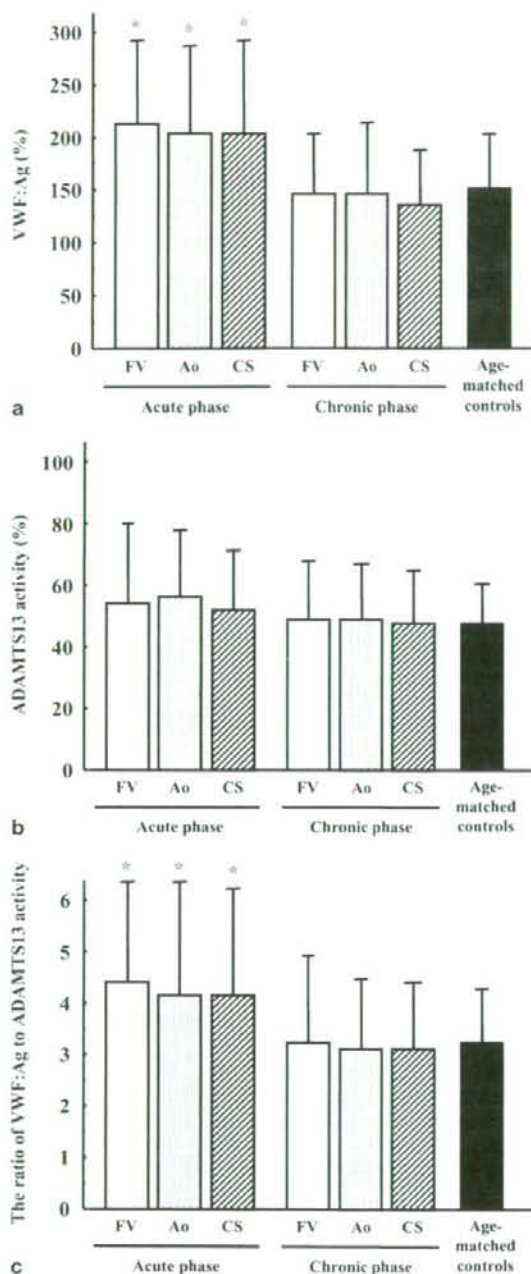 VWF:Ag (%)
300
250
200
150
100
50
0
* * *
FV Ao CS FV Ao CS Age-
matched
controls
Acute phase Chronic phase
a
ADAMTS13 activity (%)
100
80
60
40
20
0
FV Ao CS FV Ao CS Age-
matched
controls
Acute phase Chronic phase
b
The ratio of VWF:Ag to ADAMTS13 activity
6
5
4
3
2
1
0
* * *
FV Ao CS FV Ao CS Age-
matched
controls
Acute phase Chronic phase
c